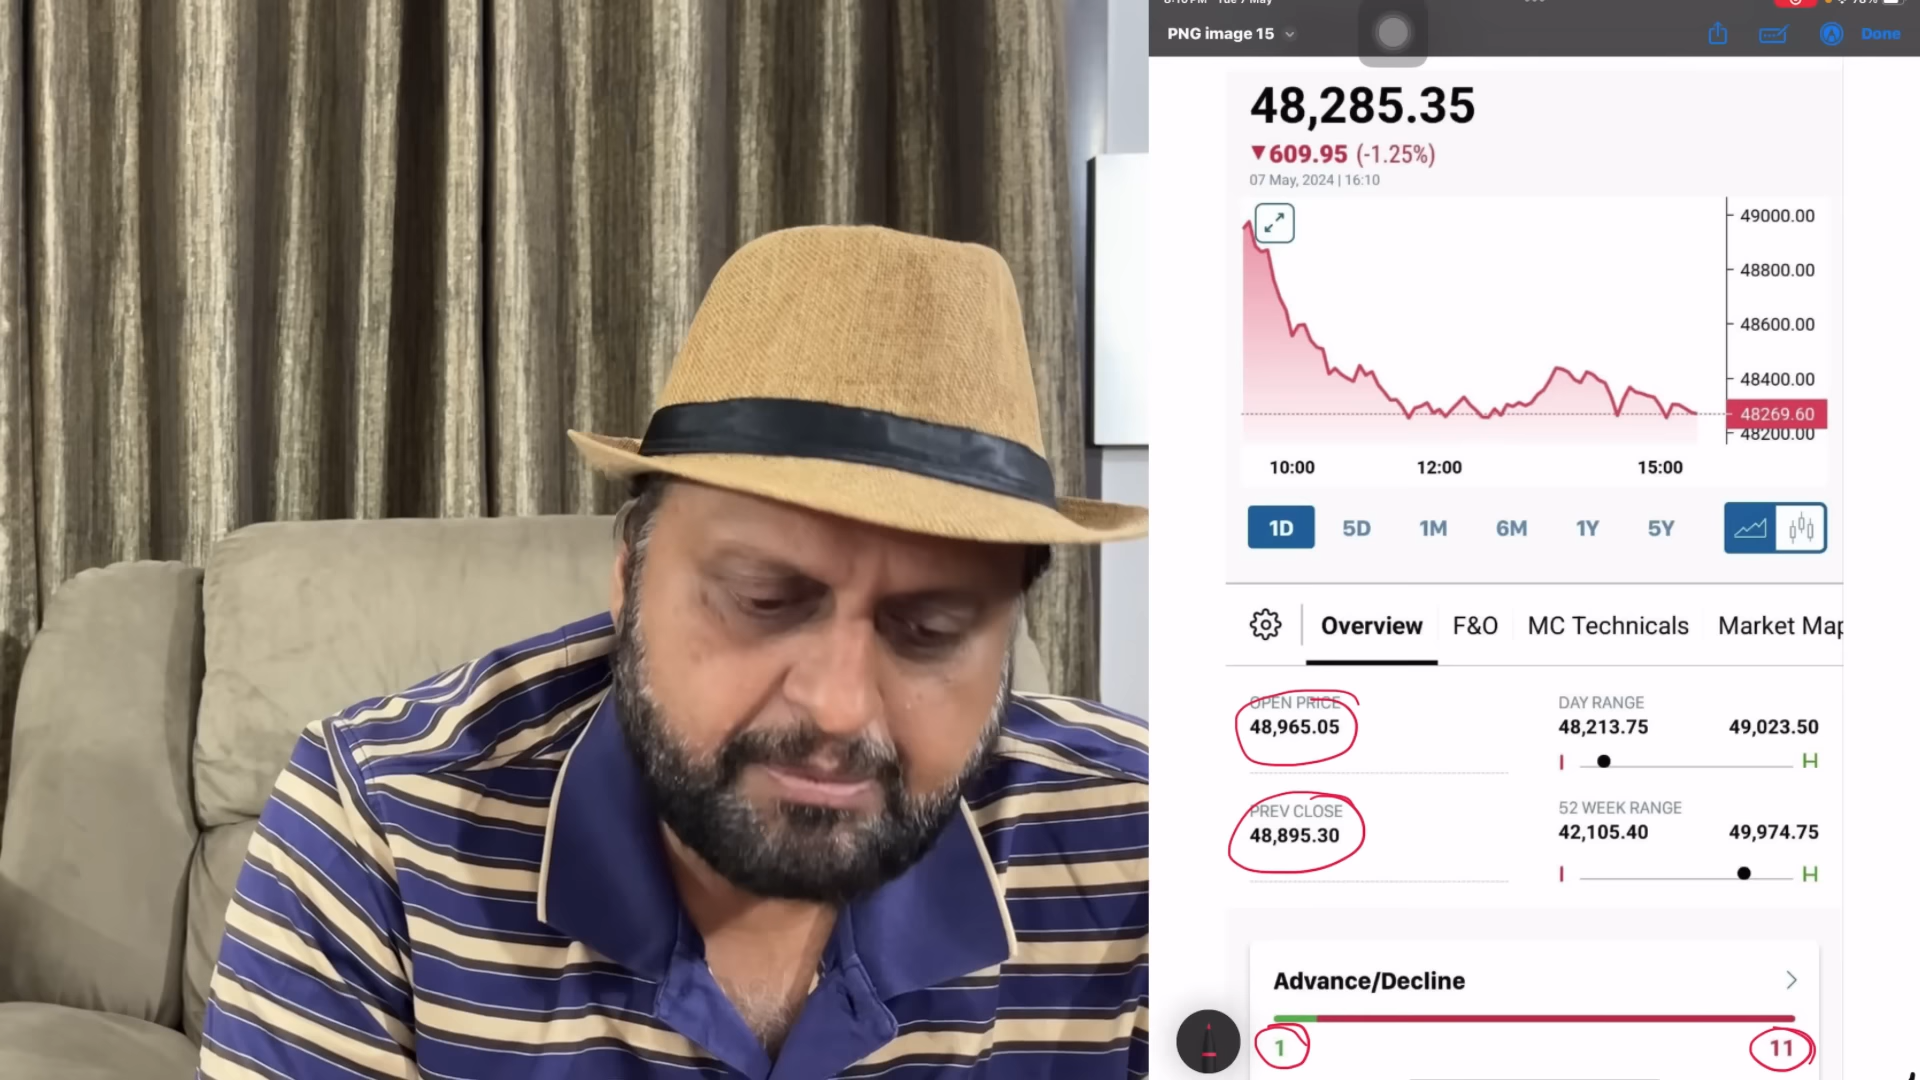 PNG image 15
Done
48,285.35
▼609.95 (-1.25%)
07 May, 2024 | 16:10
49000.00
48800.00
48600.00
48400.00
48269.60
48200.00
10:00 12:00 15:00
1D 5D 1M 6M 1Y 5Y
Overview F&O MC Technicals Market Map
OPEN PRICE
48,965.05
DAY RANGE
48,213.75 49,023.50
H
PREV CLOSE
48,895.30
52 WEEK RANGE
42,105.40 49,974.75
H
Advance/Decline
1 11